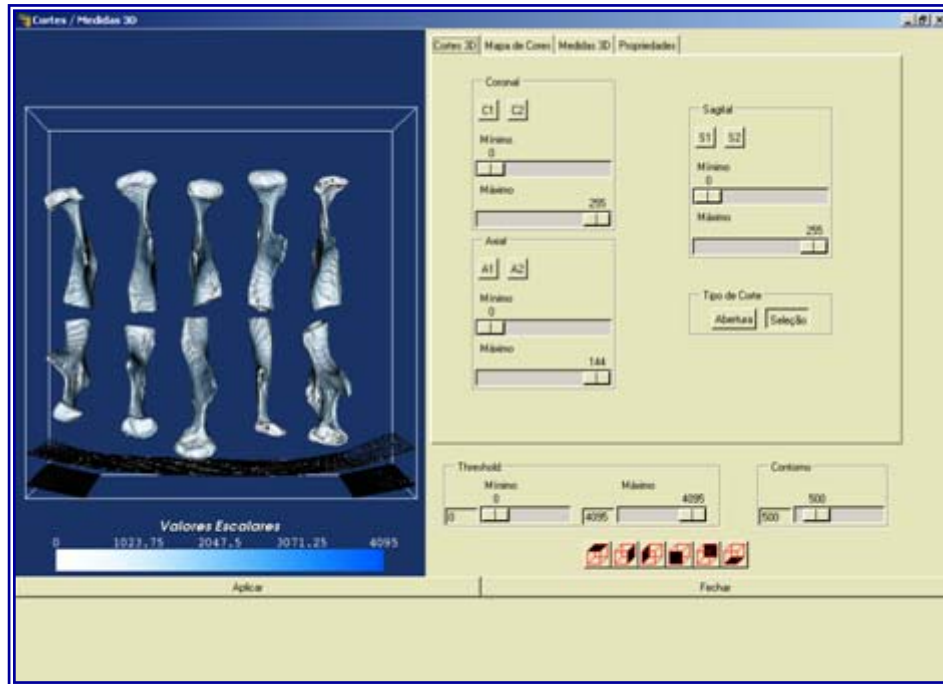 Cortes / Medidas 3D
Cortes 3D Mapa de Cores Medidas 3D Propriedades
Coronal
C1 C2
Mínimo
0
Máximo
255
Axial
A1 A2
Mínimo
0
Máximo
144
Sagital
S1 S2
Mínimo
0
Máximo
255
Tipo de Corte
Abertura Seleção
Threshold
Mínimo
0
0
Máximo
4095
4095
Contorno
500
500
Valores Escalares
0 1023.75 2047.5 3071.25 4095
Aplicar Fechar